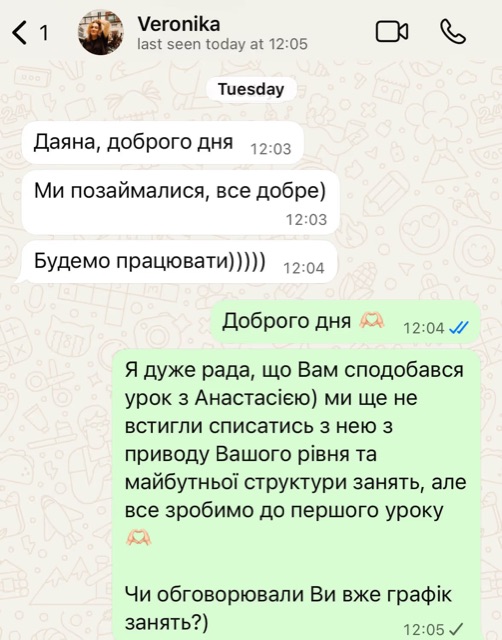 1
Veronika
last seen today at 12:05
Tuesday
Даяна, доброго дня 12:03
Ми позаймалися, все добре)
12:03
Будемо працювати))))) 12:04
Доброго дня 🫶🏻 12:04
Я дуже рада, що Вам сподобався
урок з Анастасією) ми ще не
встигли списатись з нею з
приводу Вашого рівня та
майбутньої структури занять, але
все зробимо до першого уроку
🫶🏻
Чи обговорювали Ви вже графік
занять?)
12:05